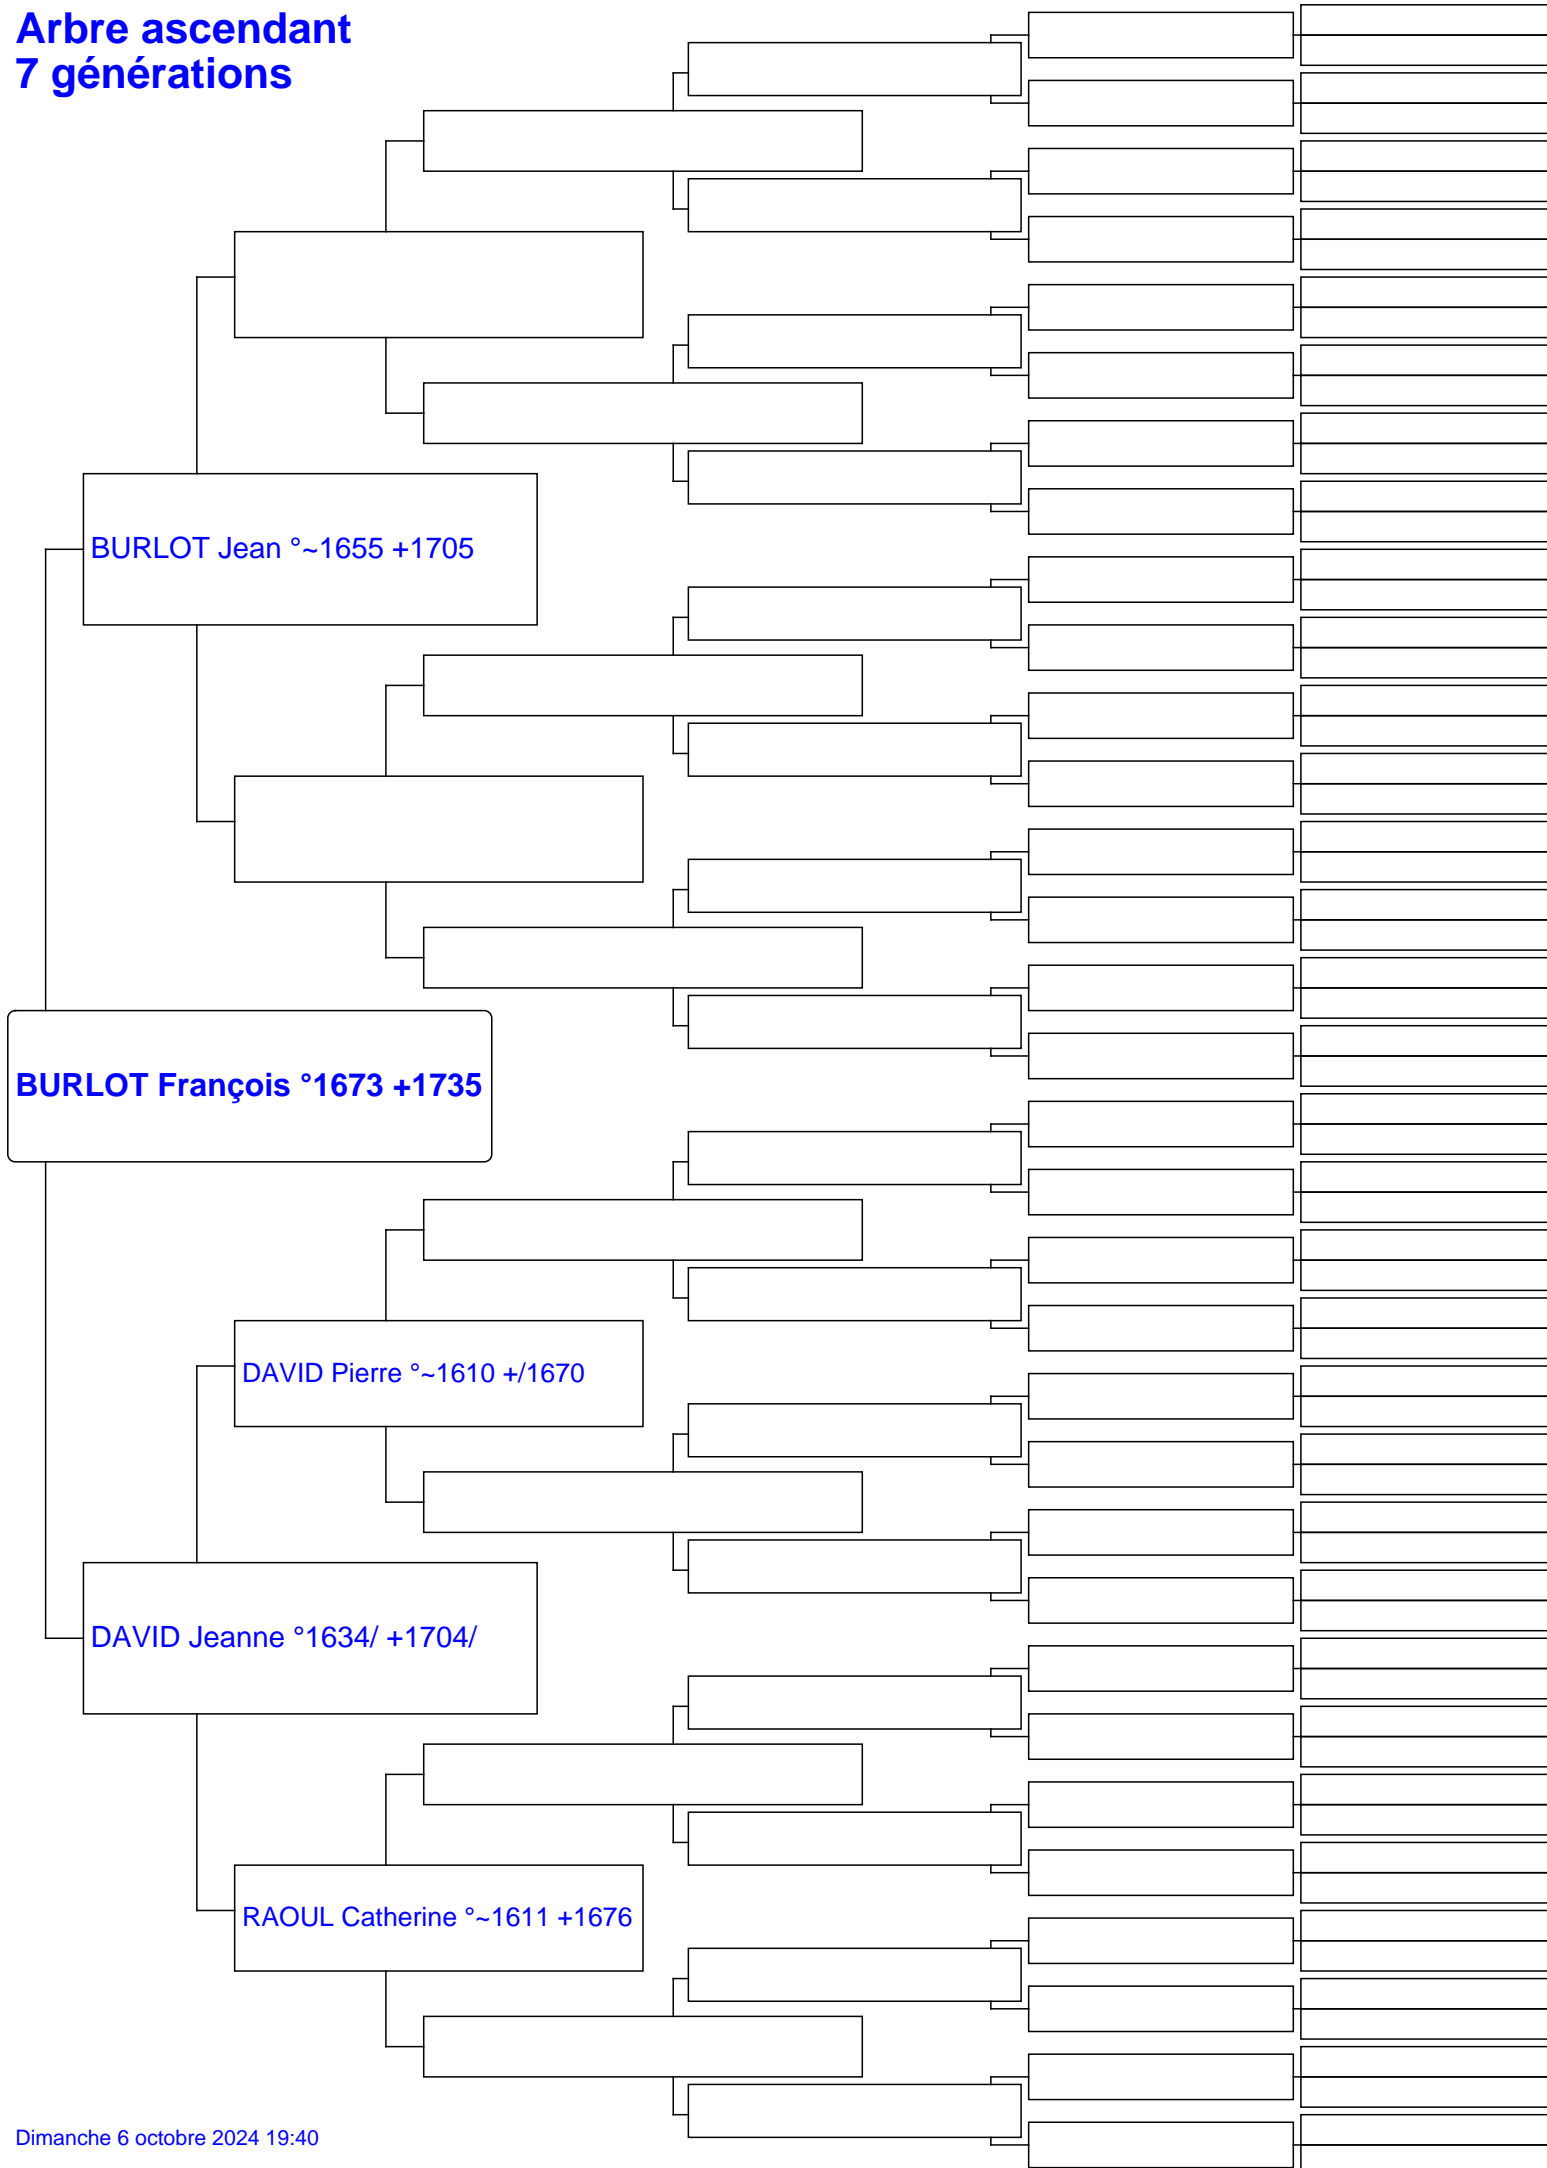 Arbre ascendant
7 générations
BURLOT Jean °~1655 +1705
BURLOT François °1673 +1735
DAVID Pierre °~1610 +/1670
DAVID Jeanne °1634/ +1704/
RAOUL Catherine °~1611 +1676
Dimanche 6 octobre 2024 19:40